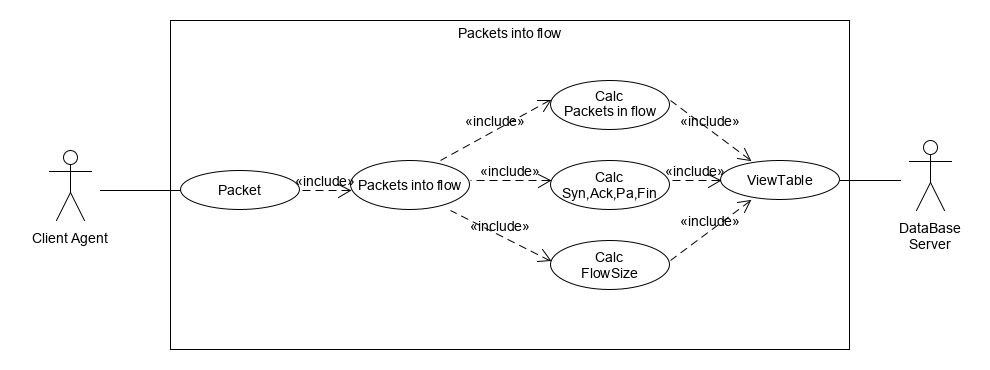 Packets into flow
Client Agent
Packet
«include»
Packets into flow
«include»
«include»
«include»
Calc
Packets in flow
Calc
Syn,Ack,Pa,Fin
Calc
FlowSize
«include»
«include»
«include»
ViewTable
DataBase
Server